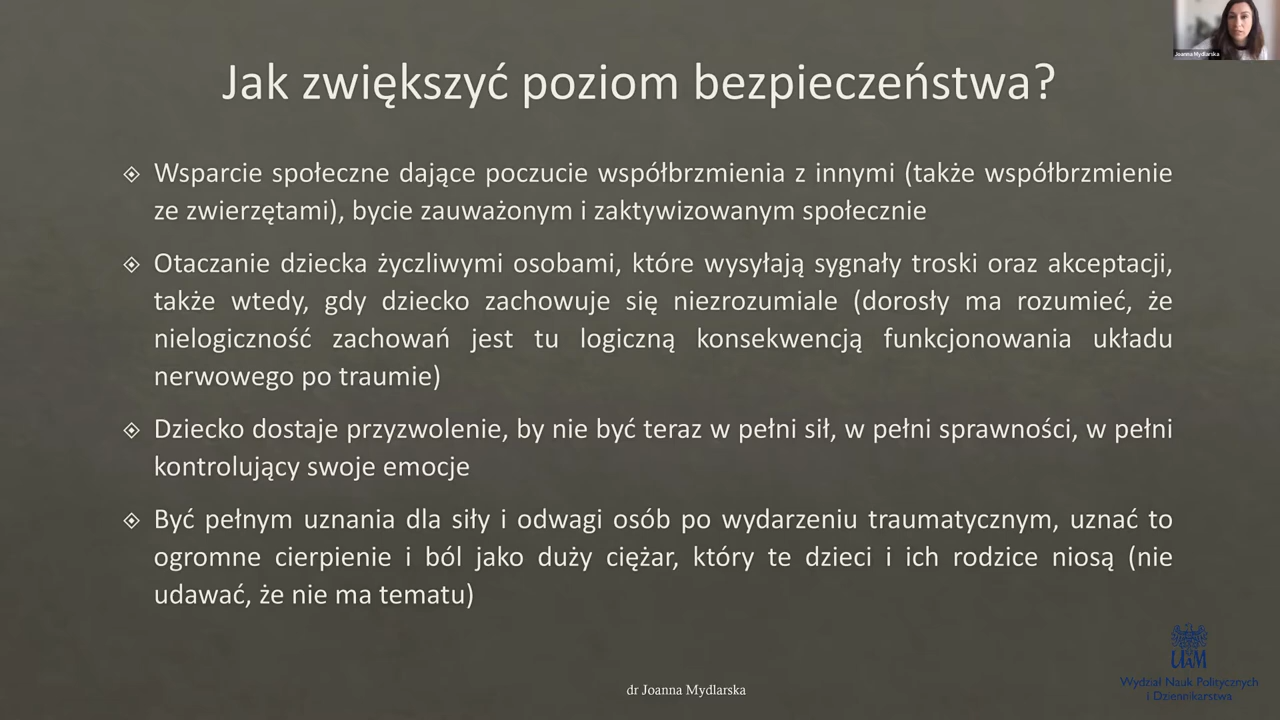 Joanna Mydlarska
Jak zwiększyć poziom bezpieczeństwa?
Wsparcie społeczne dające poczucie współbrzmienia z innymi (także współbrzmienie
ze zwierzętami), bycie zauważonym i zaktywizowanym społecznie
Otaczanie dziecka życzliwymi osobami, które wysyłają sygnały troski oraz akceptacji,
także wtedy, gdy dziecko zachowuje się niezrozumiale (dorosły ma rozumieć, że
nielogiczność zachowań jest tu logiczną konsekwencją funkcjonowania układu
nerwowego po traumie)
Dziecko dostaje przyzwolenie, by nie być teraz w pełni sił, w pełni sprawności, w pełni
kontrolujący swoje emocje
Być pełnym uznania dla siły i odwagi osób po wydarzeniu traumatycznym, uznać to
ogromne cierpienie i ból jako duży ciężar, który te dzieci i ich rodzice niosą (nie
udawać, że nie ma tematu)
UAM
Wydział Nauk Politycznych
i Dziennikarstwa
dr Joanna Mydlarska